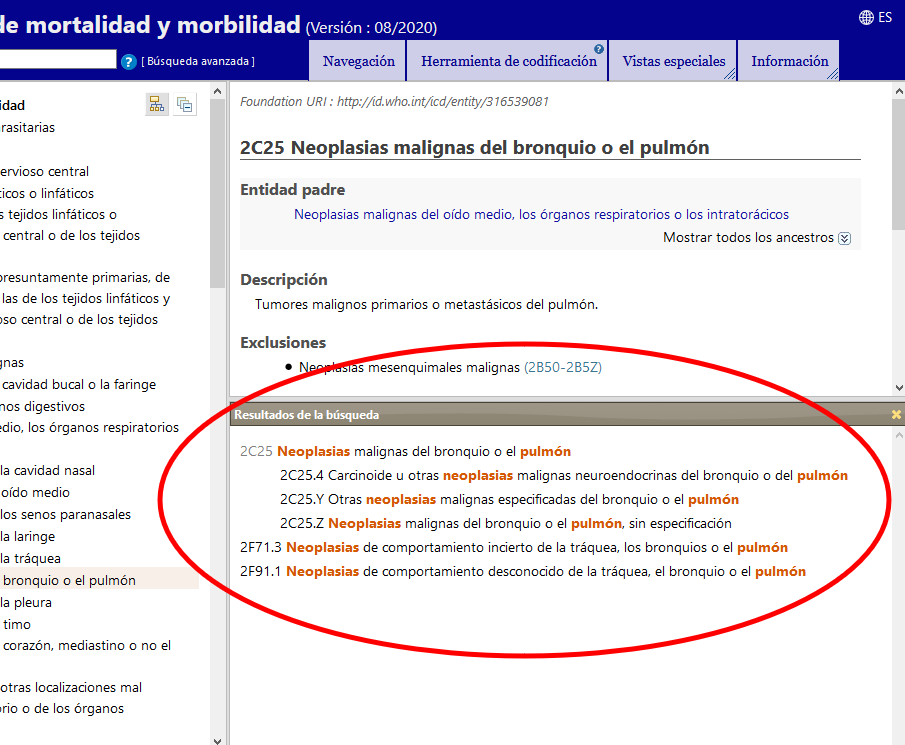 de mortalidad y morbilidad (Versión : 08/2020)
ES
? [ Búsqueda avanzada ]
Navegación
Herramienta de codificación ?
Vistas especiales
Información
idad
rasitarias
ervioso central
ticos o linfáticos
s tejidos linfáticos o
central o de los tejidos
presuntamente primarias, de
las de los tejidos linfáticos y
oso central o de los tejidos
gnas
cavidad bucal o la faringe
nos digestivos
edio, los órganos respiratorios
la cavidad nasal
oído medio
los senos paranasales
la laringe
la tráquea
bronquio o el pulmón
la pleura
timo
corazón, mediastino o no el
otras localizaciones mal
orio o de los órganos
Foundation URI : http://id.who.int/icd/entity/316539081
2C25 Neoplasias malignas del bronquio o el pulmón
Entidad padre
Neoplasias malignas del oído medio, los órganos respiratorios o los intratorácicos
Mostrar todos los ancestros
Descripción
Tumores malignos primarios o metastásicos del pulmón.
Exclusiones
Neoplasias mesenquimales malignas (2B50-2B5Z)
Resultados de la búsqueda
2C25 Neoplasias malignas del bronquio o el pulmón
2C25.4 Carcinoide u otras neoplasias malignas neuroendocrinas del bronquio o del pulmón
2C25.Y Otras neoplasias malignas especificadas del bronquio o el pulmón
2C25.Z Neoplasias malignas del bronquio o el pulmón, sin especificación
2F71.3 Neoplasias de comportamiento incierto de la tráquea, los bronquios o el pulmón
2F91.1 Neoplasias de comportamiento desconocido de la tráquea, el bronquio o el pulmón